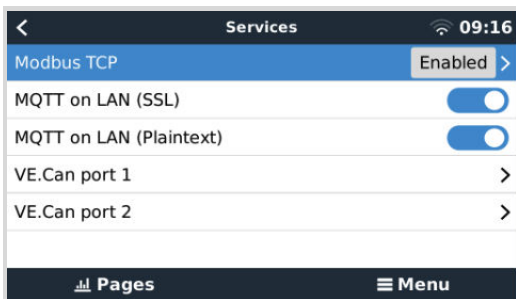 Services 09:16
Modbus TCP Enabled
MQTT on LAN (SSL)
MQTT on LAN (Plaintext)
VE.Can port 1
VE.Can port 2
Pages Menu